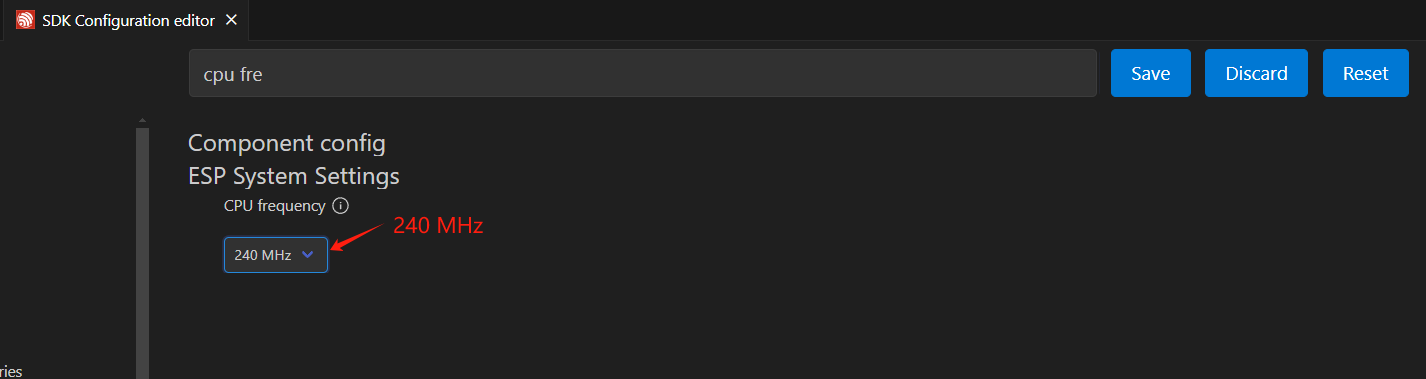 SDK Configuration editor
cpu fre
Save
Discard
Reset
Component config
ESP System Settings
CPU frequency
240 MHz
240 MHz
ries